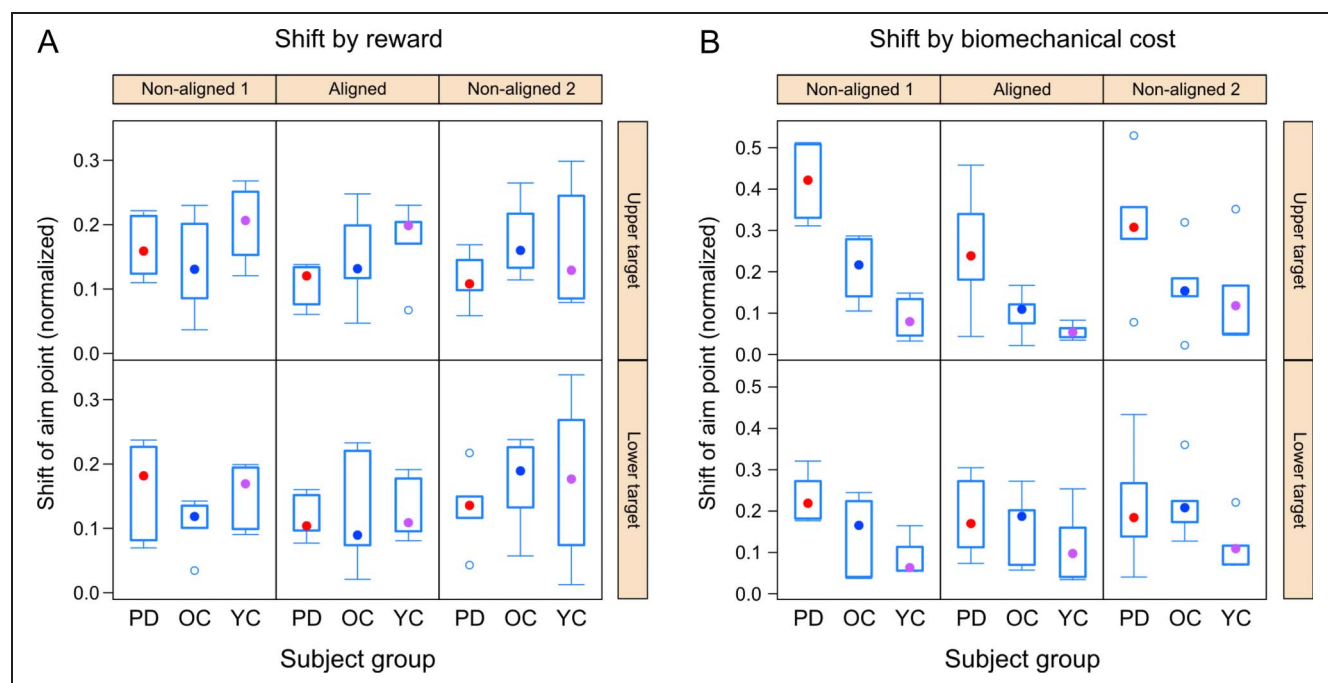 A
Shift by reward
Non-aligned 1 Aligned Non-aligned 2
Shift of aim point (normalized)
0.3
0.2
0.1
0.0
Upper target
0.3
0.2
0.1
0.0
Lower target
PD OC YC PD OC YC PD OC YC
Subject group
B
Shift by biomechanical cost
Non-aligned 1 Aligned Non-aligned 2
Shift of aim point (normalized)
0.5
0.4
0.3
0.2
0.1
0.0
Upper target
0.5
0.4
0.3
0.2
0.1
0.0
Lower target
PD OC YC PD OC YC PD OC YC
Subject group